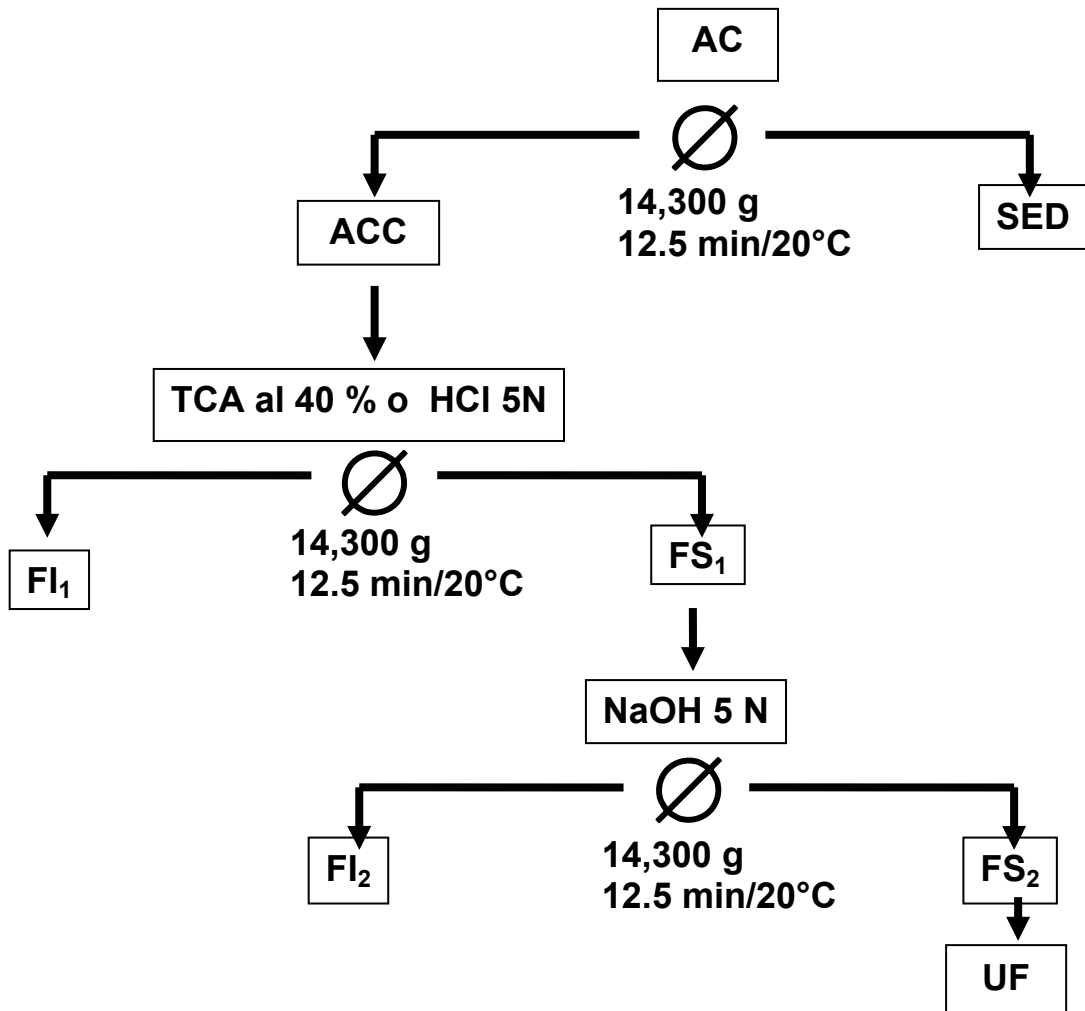 AC
14,300 g
12.5 min/20°C
SED
ACC
TCA al 40 % o HCl 5N
14,300 g
12.5 min/20°C
FI₁
FS₁
NaOH 5 N
14,300 g
12.5 min/20°C
FI₂
FS₂
UF